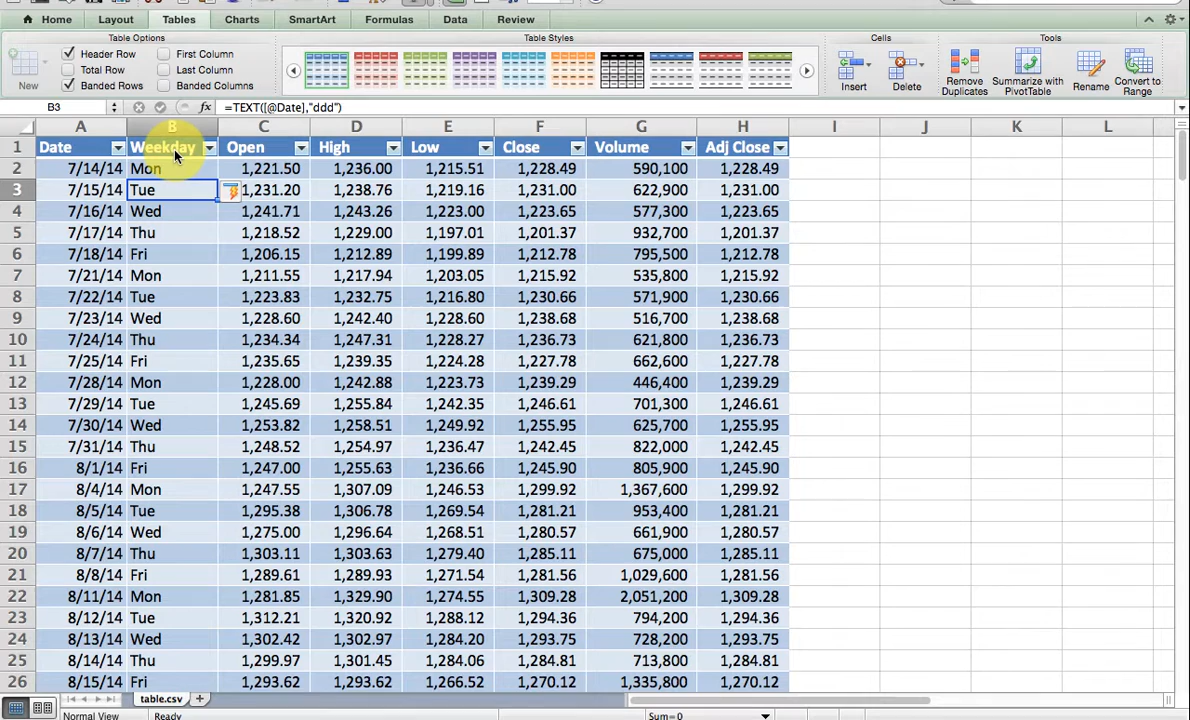 Home Layout Tables Charts SmartArt Formulas Data Review
Table Options Table Styles Cells Tools
Header Row First Column
Total Row Last Column
Banded Rows Banded Columns
New Insert Delete Remove Duplicates Summarize with PivotTable Rename Convert to Range
B3 fx =TEXT([@Date],"ddd")
A B C D E F G H I J K L
1 Date Weekday Open High Low Close Volume Adj Close
2 7/14/14 Mon 1,221.50 1,236.00 1,215.51 1,228.49 590,100 1,228.49
3 7/15/14 Tue 1,231.20 1,238.76 1,219.16 1,231.00 622,900 1,231.00
4 7/16/14 Wed 1,241.71 1,243.26 1,223.00 1,223.65 577,300 1,223.65
5 7/17/14 Thu 1,218.52 1,229.00 1,197.01 1,201.37 932,700 1,201.37
6 7/18/14 Fri 1,206.15 1,212.89 1,199.89 1,212.78 795,500 1,212.78
7 7/21/14 Mon 1,211.55 1,217.94 1,203.05 1,215.92 535,800 1,215.92
8 7/22/14 Tue 1,223.83 1,232.75 1,216.80 1,230.66 571,900 1,230.66
9 7/23/14 Wed 1,228.60 1,242.40 1,228.60 1,238.68 516,700 1,238.68
10 7/24/14 Thu 1,234.34 1,247.31 1,228.27 1,236.73 621,800 1,236.73
11 7/25/14 Fri 1,235.65 1,239.35 1,224.28 1,227.78 662,600 1,227.78
12 7/28/14 Mon 1,228.00 1,242.88 1,223.73 1,239.29 446,400 1,239.29
13 7/29/14 Tue 1,245.69 1,255.84 1,242.35 1,246.61 701,300 1,246.61
14 7/30/14 Wed 1,253.82 1,258.51 1,249.92 1,255.95 625,700 1,255.95
15 7/31/14 Thu 1,248.52 1,254.97 1,236.47 1,242.45 822,000 1,242.45
16 8/1/14 Fri 1,247.00 1,255.63 1,236.66 1,245.90 805,900 1,245.90
17 8/4/14 Mon 1,247.55 1,307.09 1,246.53 1,299.92 1,367,600 1,299.92
18 8/5/14 Tue 1,295.38 1,306.78 1,269.54 1,281.21 953,400 1,281.21
19 8/6/14 Wed 1,275.00 1,296.64 1,268.51 1,280.57 661,900 1,280.57
20 8/7/14 Thu 1,303.11 1,303.63 1,279.40 1,285.11 675,000 1,285.11
21 8/8/14 Fri 1,289.61 1,289.93 1,271.54 1,281.56 1,029,600 1,281.56
22 8/11/14 Mon 1,281.85 1,329.90 1,274.55 1,309.28 2,051,200 1,309.28
23 8/12/14 Tue 1,312.21 1,320.92 1,288.12 1,294.36 794,200 1,294.36
24 8/13/14 Wed 1,302.42 1,302.97 1,284.20 1,293.75 728,200 1,293.75
25 8/14/14 Thu 1,299.97 1,301.45 1,284.06 1,284.81 713,800 1,284.81
26 8/15/14 Fri 1,293.62 1,293.62 1,266.52 1,270.12 1,335,800 1,270.12
table.csv
Normal View Ready Sum=0